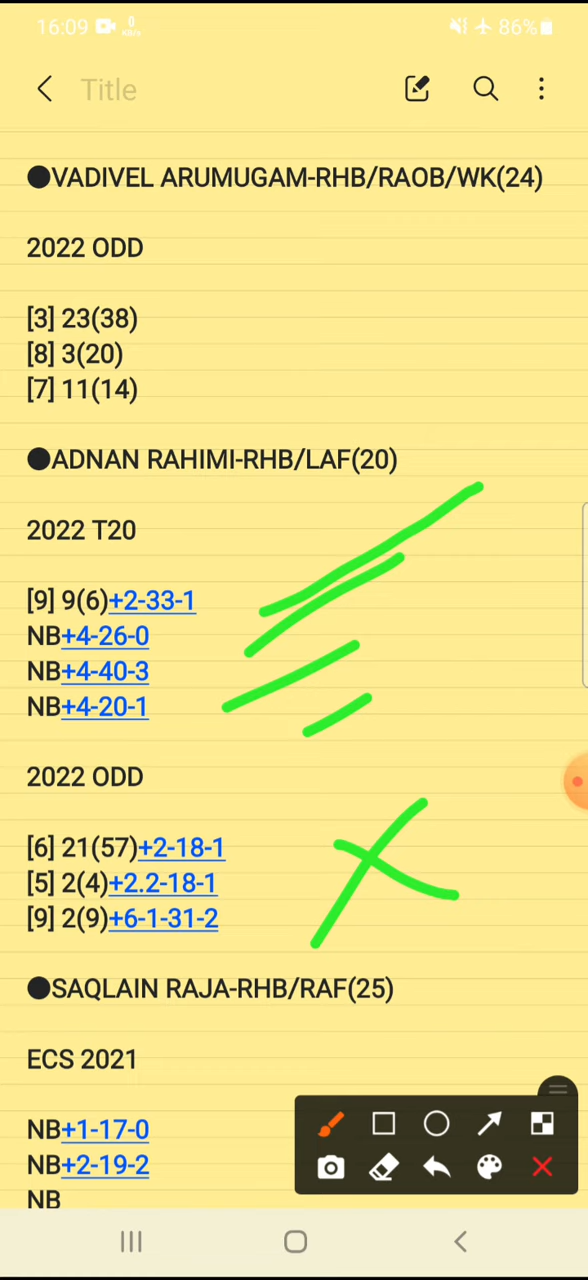 16:09 0 KB/s 86%
Title
●VADIVEL ARUMUGAM-RHB/RAOB/WK(24)
2022 ODD
[3] 23(38)
[8] 3(20)
[7] 11(14)
●ADNAN RAHIMI-RHB/LAF(20)
2022 T20
[9] 9(6)+2-33-1
NB+4-26-0
NB+4-40-3
NB+4-20-1
2022 ODD
[6] 21(57)+2-18-1
[5] 2(4)+2.2-18-1
[9] 2(9)+6-1-31-2
●SAQLAIN RAJA-RHB/RAF(25)
ECS 2021
NB+1-17-0
NB+2-19-2
NB